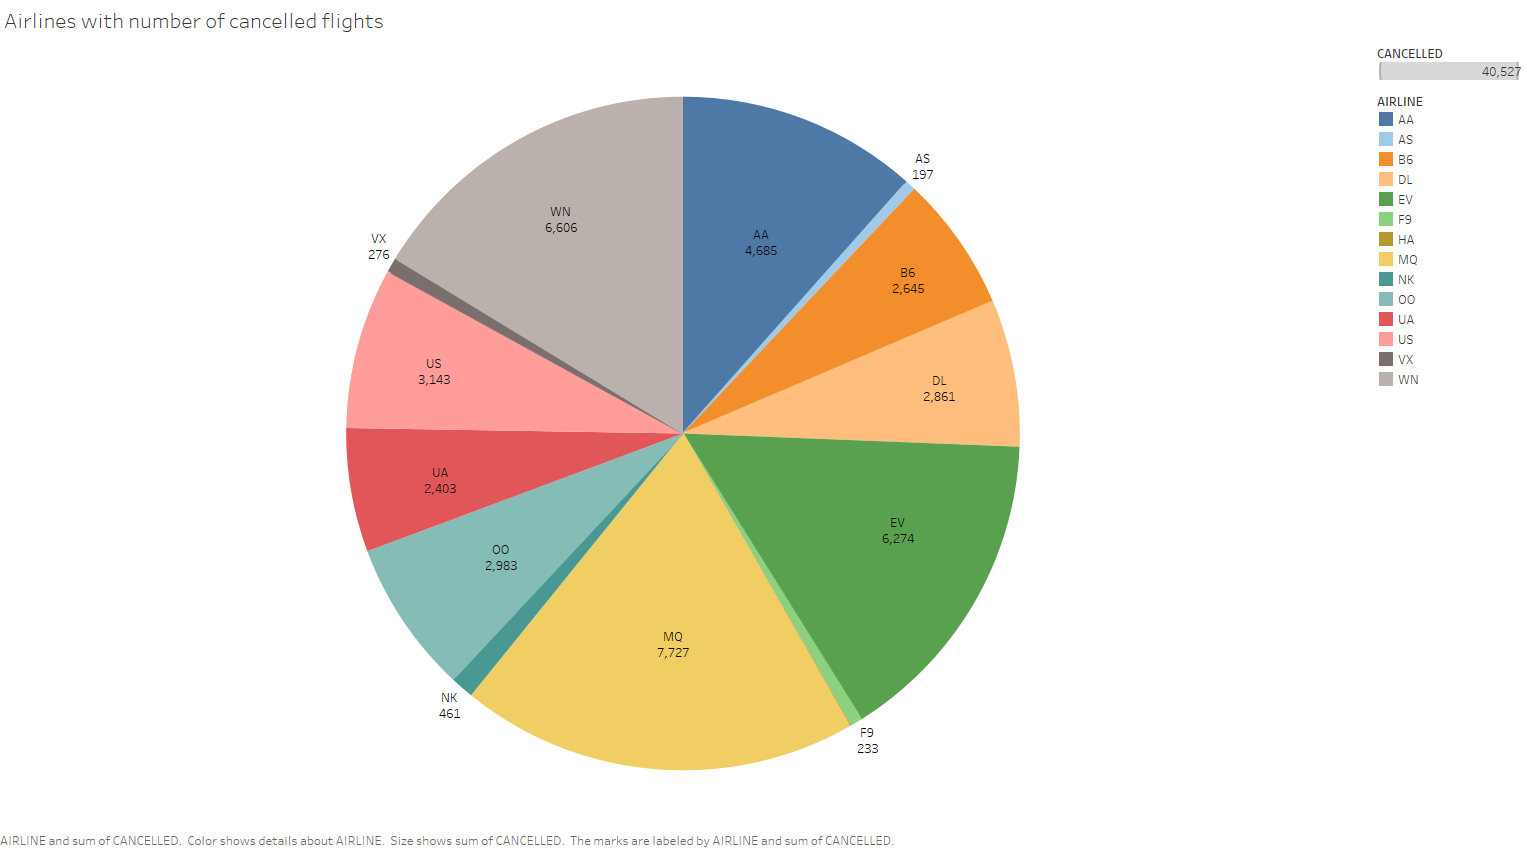 Airlines with number of cancelled flights
CANCELLED
40,527
AIRLINE
AA
AS
B6
DL
EV
F9
HA
MQ
NK
OO
UA
US
VX
WN
AS
197
WN
6,606
AA
4,685
VX
276
B6
2,645
US
3,143
DL
2,861
UA
2,403
EV
6,274
OO
2,983
MQ
7,727
NK
461
F9
233
AIRLINE and sum of CANCELLED.  Color shows details about AIRLINE.  Size shows sum of CANCELLED.  The marks are labeled by AIRLINE and sum of CANCELLED.